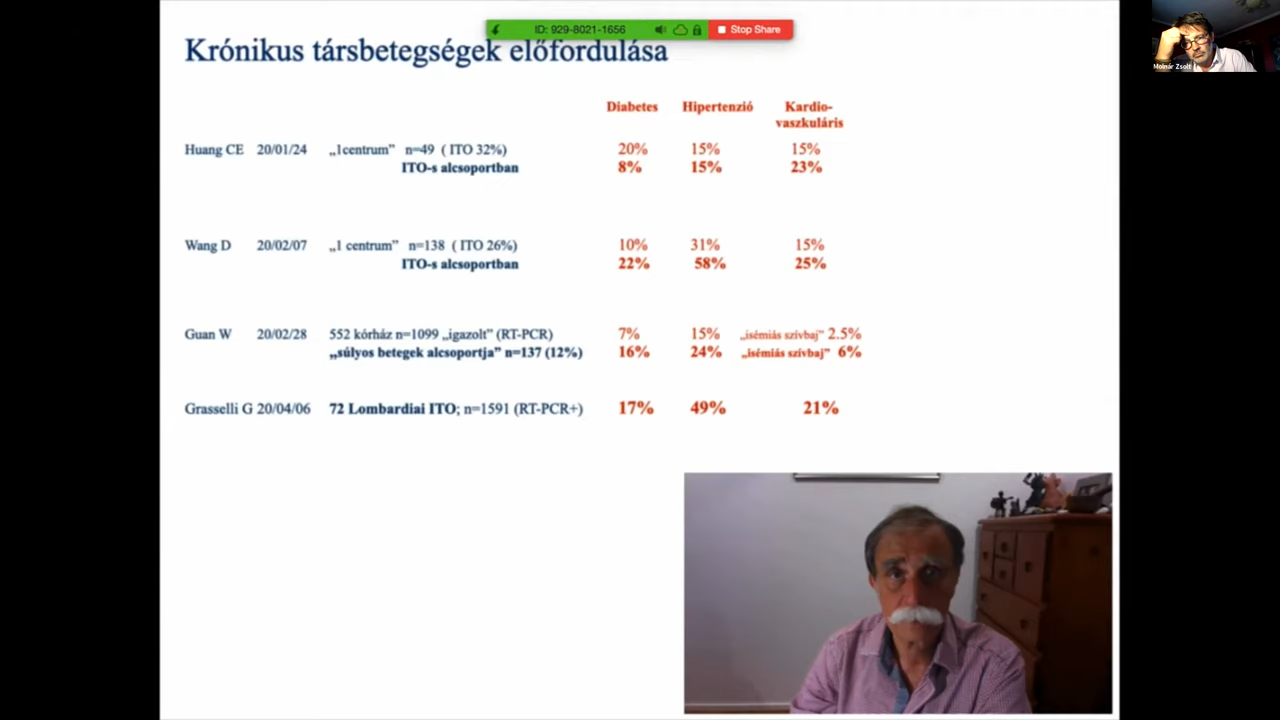 ID: 929-8021-1656
Stop Share
Krónikus társbetegségek előfordulása
Molnár Zsolt
Diabetes Hipertenzió Kardio-
vaszkuláris
Huang CE 20/01/24 „1centrum” n=49 ( ITO 32%) 20% 15% 15%
ITO-s alcsoportban 8% 15% 23%
Wang D 20/02/07 „1 centrum” n=138 ( ITO 26%) 10% 31% 15%
ITO-s alcsoportban 22% 58% 25%
Guan W 20/02/28 552 kórház n=1099 „igazolt” (RT-PCR) 7% 15% „isémiás szívbaj” 2.5%
„súlyos betegek alcsoportja” n=137 (12%) 16% 24% „isémiás szívbaj” 6%
Grasselli G 20/04/06 72 Lombardiai ITO; n=1591 (RT-PCR+) 17% 49% 21%